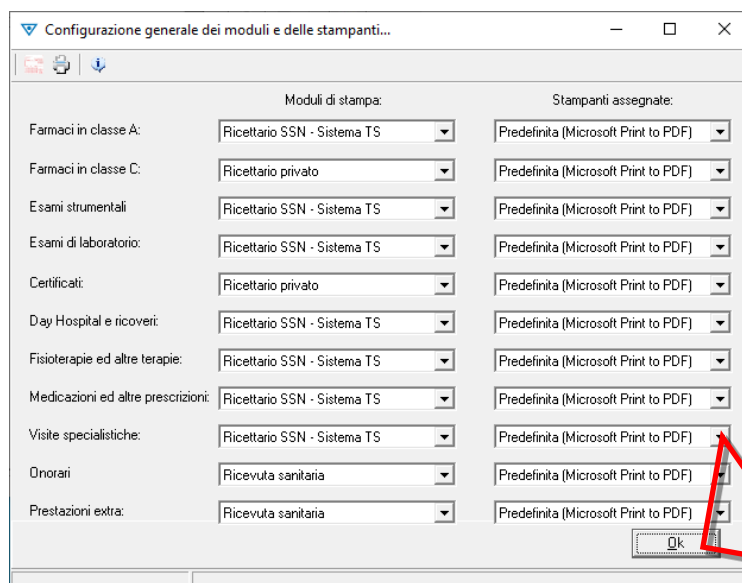 Configurazione generale dei moduli e delle stampanti...
Moduli di stampa: Stampanti assegnate:
Farmaci in classe A: Ricettario SSN - Sistema TS Predefinita (Microsoft Print to PDF)
Farmaci in classe C: Ricettario privato Predefinita (Microsoft Print to PDF)
Esami strumentali Ricettario SSN - Sistema TS Predefinita (Microsoft Print to PDF)
Esami di laboratorio: Ricettario SSN - Sistema TS Predefinita (Microsoft Print to PDF)
Certificati: Ricettario privato Predefinita (Microsoft Print to PDF)
Day Hospital e ricoveri: Ricettario SSN - Sistema TS Predefinita (Microsoft Print to PDF)
Fisioterapie ed altre terapie: Ricettario SSN - Sistema TS Predefinita (Microsoft Print to PDF)
Medicazioni ed altre prescrizioni: Ricettario SSN - Sistema TS Predefinita (Microsoft Print to PDF)
Visite specialistiche: Ricettario SSN - Sistema TS Predefinita (Microsoft Print to PDF)
Onorari Ricevuta sanitaria Predefinita (Microsoft Print to PDF)
Prestazioni extra: Ricevuta sanitaria Predefinita (Microsoft Print to PDF)
Ok